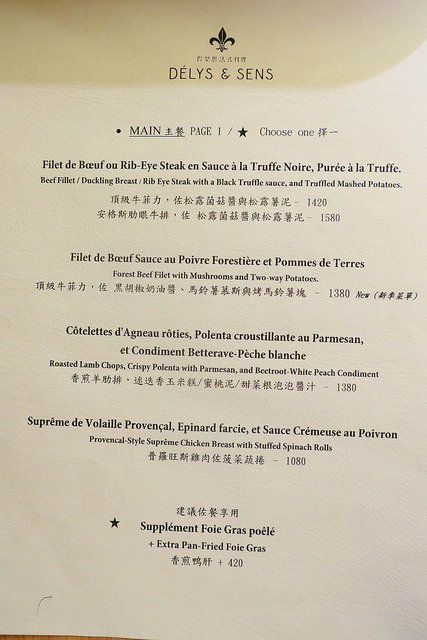 法式料理
DÉLYS & SENS
• MAIN 主餐 PAGE 1 / ★ Choose one 擇一
Filet de Bœuf ou Rib-Eye Steak en Sauce à la Truffe Noire, Purée à la Truffe.
Beef Fillet / Duckling Breast / Rib Eye Steak with a Black Truffle sauce, and Truffled Mashed Potatoes.
頂級牛菲力，佐松露菌菇醬與松露薯泥 - 1420
安格斯肋眼牛排，佐 松露菌菇醬與松露薯泥 - 1580
Filet de Bœuf Sauce au Poivre Forestière et Pommes de Terres
Forest Beef Filet with Mushrooms and Two-way Potatoes.
頂級牛菲力，佐 黑胡椒奶油醬、馬鈴薯慕斯與烤馬鈴薯塊 - 1380 New (新季菜單)
Côtelettes d'Agneau rôties, Polenta croustillante au Parmesan,
et Condiment Betterave-Pèche blanche
Roasted Lamb Chops, Crispy Polenta with Parmesan, and Beetroot-White Peach Condiment
香煎羊肋排，迷迭香玉米糕/蜜桃泥/甜菜根泡泡醬汁 - 1380
Suprême de Volaille Provençal, Epinard farcie, et Sauce Crémeuse au Poivron
Provencal-Style Suprême Chicken Breast with Stuffed Spinach Rolls
普羅旺斯雞肉佐菠菜蔬捲 - 1080
建議佐餐享用
★ Supplément Foie Gras poêlé
+ Extra Pan-Fried Foie Gras
香煎鴨肝 + 420